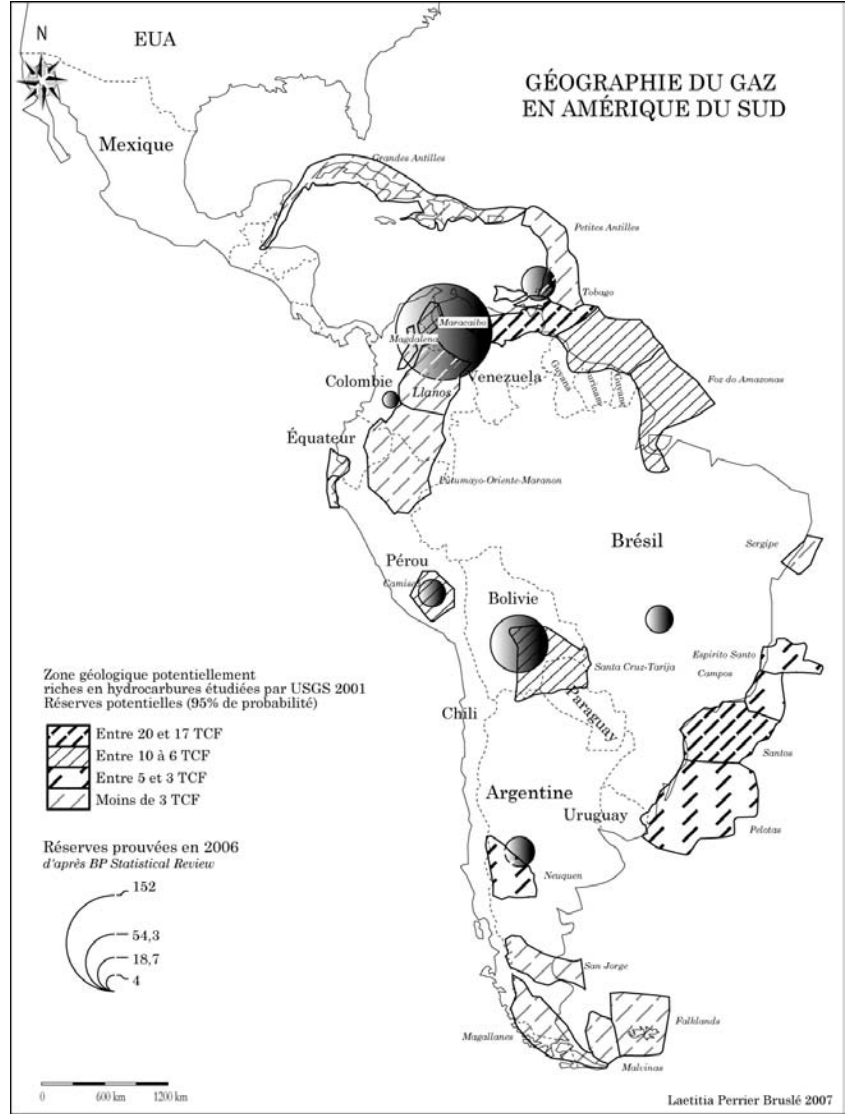 N
EUA
GÉOGRAPHIE DU GAZ
EN AMÉRIQUE DU SUD
Mexique
Grandes Antilles
Petites Antilles
Tobago
Maracaibo
Magdalena
Venezuela
Colombie
Llanos
Guyana
Surinam
Guyane
Foz do Amazonas
Équateur
Putumayo-Oriente-Maranon
Brésil
Sergipe
Pérou
Camisea
Bolivie
Espirito Santo
Campos
Santa Cruz-Tarija
Paraguay
Zone géologique potentiellement
riches en hydrocarbures étudiées par USGS 2001
Réserves potentielles (95% de probabilité)
Chili
Entre 20 et 17 TCF
Entre 10 à 6 TCF
Entre 5 et 3 TCF
Moins de 3 TCF
Santos
Argentine
Uruguay
Pelotas
Réserves prouvées en 2006
d'après BP Statistical Review
Neuquen
152
54,3
18,7
4
San Jorge
Falklands
Magallanes
Malvinas
0 600 km 1200 km
Laetitia Perrier Bruslé 2007